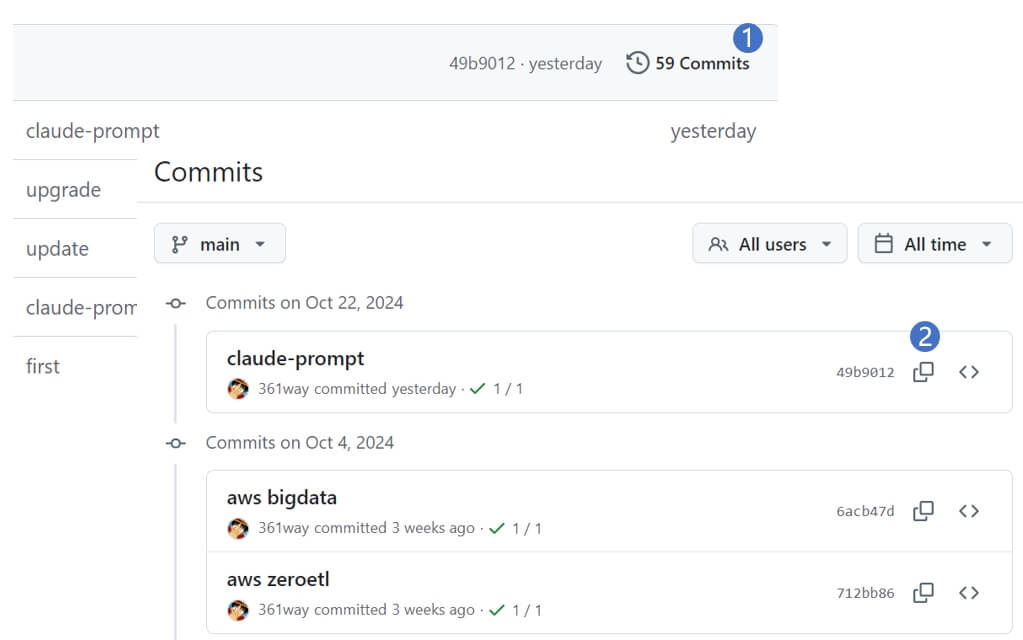 1
49b9012 · yesterday 59 Commits
claude-prompt yesterday
upgrade
update
claude-prom
first
Commits
main All users All time
Commits on Oct 22, 2024
2
claude-prompt
49b9012
361way committed yesterday · 1 / 1
Commits on Oct 4, 2024
aws bigdata
6acb47d
361way committed 3 weeks ago · 1 / 1
aws zeroetl
712bb86
361way committed 3 weeks ago · 1 / 1